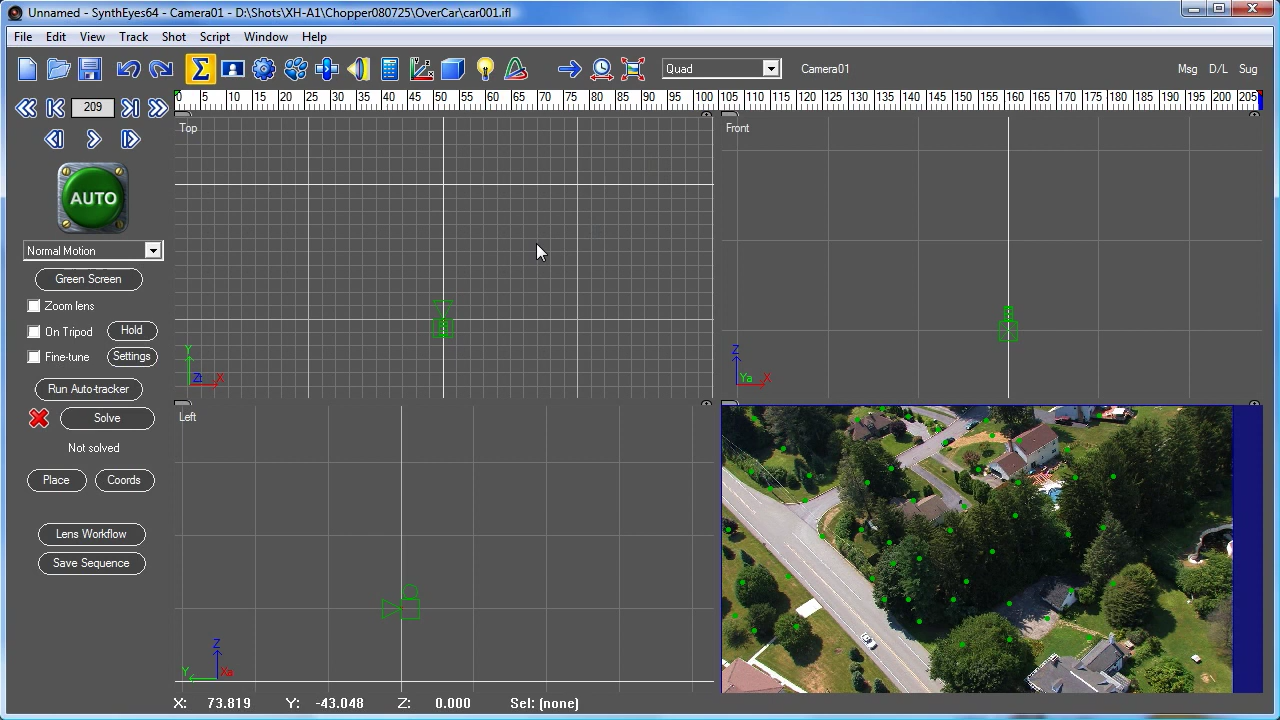 Unnamed - SynthEyes64 - Camera01 - D:\Shots\XH-A1\Chopper080725\OverCar\car001.ifl
File Edit View Track Shot Script Window Help
Quad Camera01 Msg D/L Sug
209
0 5 10 15 20 25 30 35 40 45 50 55 60 65 70 75 80 85 90 95 100 105 110 115 120 125 130 135 140 145 150 155 160 165 170 175 180 185 190 195 200 205
Top Front
AUTO
Normal Motion
Green Screen
Zoom lens
On Tripod Hold
Fine-tune Settings
Y Zt X Z Ya X
Run Auto-tracker
Solve
Left
Not solved
Place Coords
Lens Workflow
Save Sequence
Z Y Xa
X: 73.819 Y: -43.048 Z: 0.000 Sel: (none)